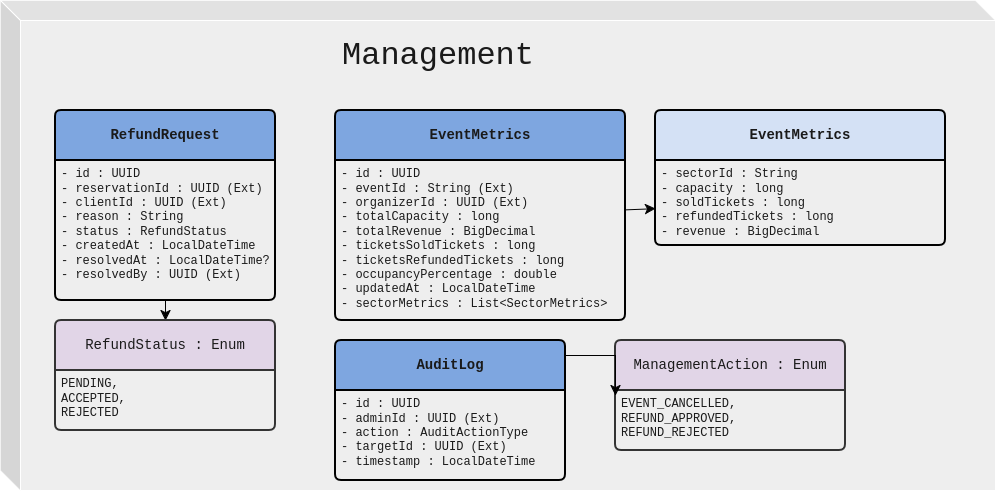 Management
RefundRequest
- id : UUID
- reservationId : UUID (Ext)
- clientId : UUID (Ext)
- reason : String
- status : RefundStatus
- createdAt : LocalDateTime
- resolvedAt : LocalDateTime?
- resolvedBy : UUID (Ext)
RefundStatus : Enum
PENDING,
ACCEPTED,
REJECTED
EventMetrics
- id : UUID
- eventId : String (Ext)
- organizerId : UUID (Ext)
- totalCapacity : long
- totalRevenue : BigDecimal
- ticketsSoldTickets : long
- ticketsRefundedTickets : long
- occupancyPercentage : double
- updatedAt : LocalDateTime
- sectorMetrics : List<SectorMetrics>
EventMetrics
- sectorId : String
- capacity : long
- soldTickets : long
- refundedTickets : long
- revenue : BigDecimal
AuditLog
- id : UUID
- adminId : UUID (Ext)
- action : AuditActionType
- targetId : UUID (Ext)
- timestamp : LocalDateTime
ManagementAction : Enum
EVENT_CANCELLED,
REFUND_APPROVED,
REFUND_REJECTED